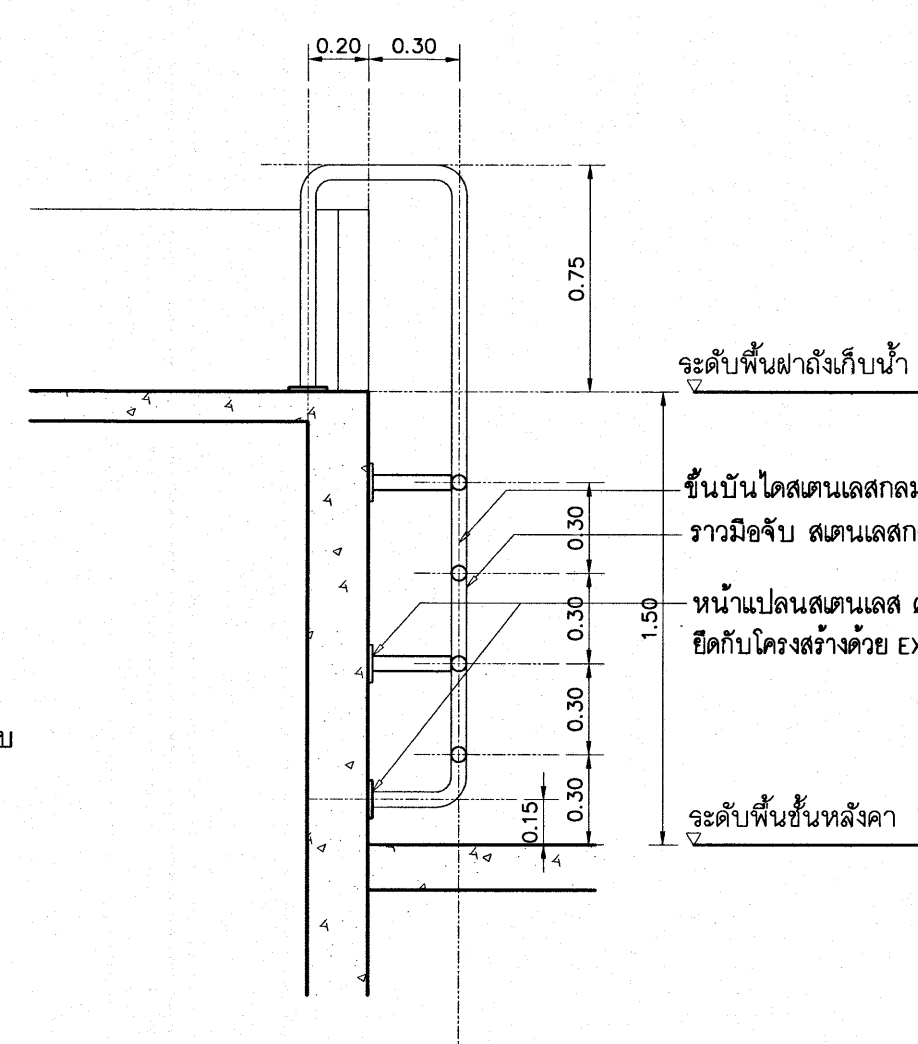 0.20 0.30
0.75
ระดับพื้นฝาถังเก็บน้ำ
ขั้นบันไดสเตนเลสกลม
0.30
ราวมือจับ สเตนเลสก
0.30
1.50
หน้าแปลนสเตนเลส
ยึดกับโครงสร้างด้วย EX
0.30
0.30
0.15
ระดับพื้นชั้นหลังคา